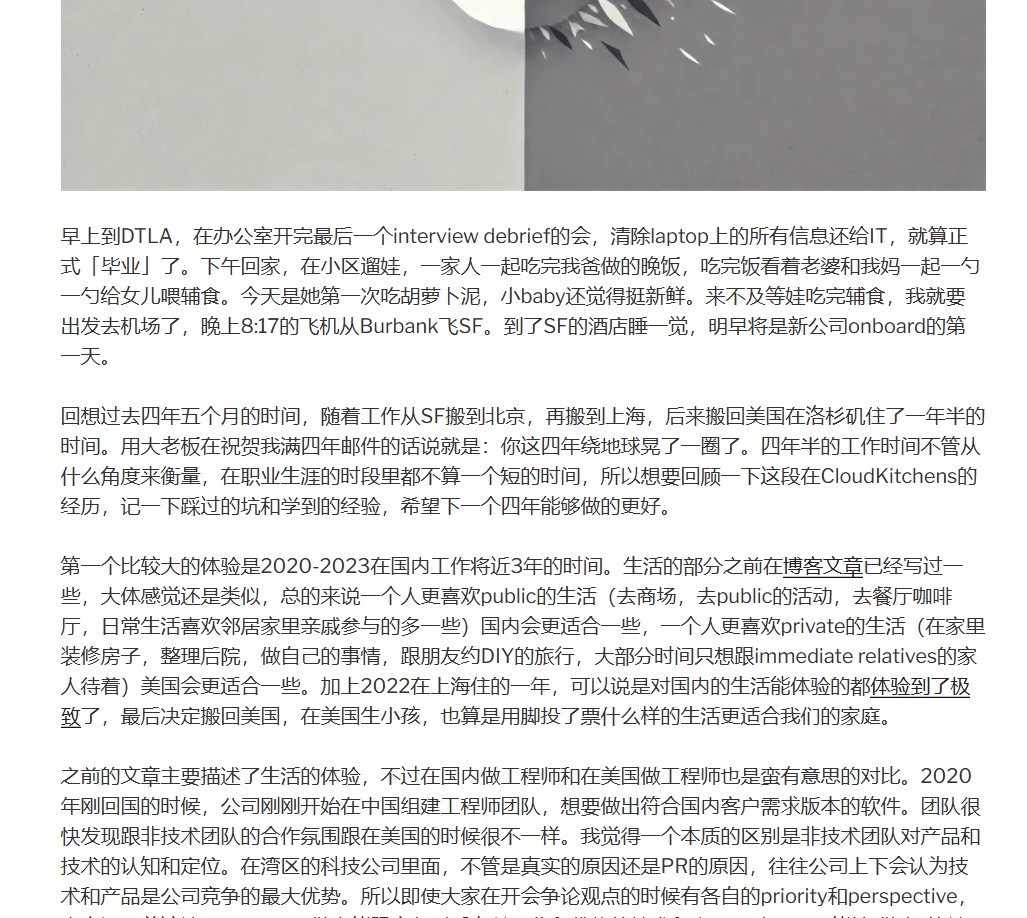 早上到DTLA，在办公室开完最后一个interview debrief的会，清除laptop上的所有信息还给IT，就算正
式「毕业」了。下午回家，在小区遛娃，一家人一起吃完我爸做的晚饭，吃完饭看着老婆和我妈一起一勺
一勺给女儿喂辅食。今天是她第一次吃胡萝卜泥，小baby还觉得挺新鲜。来不及等娃吃完辅食，我就要
出发去机场了，晚上8:17的飞机从Burbank飞SF。到了SF的酒店睡一觉，明早将是新公司onboard的第
一天。
回想过去四年五个月的时间，随着工作从SF搬到北京，再搬到上海，后来搬回美国在洛杉矶住了一年半的
时间。用大老板在祝贺我满四年邮件的话说就是：你这四年绕地球晃了一圈了。四年半的工作时间不管从
什么角度来衡量，在职业生涯的时段里都不算一个短的时间，所以想要回顾一下这段在CloudKitchens的
经历，记一下踩过的坑和学到的经验，希望下一个四年能够做的更好。
第一个比较大的体验是2020-2023在国内工作将近3年的时间。生活的部分之前在博客文章已经写过一
些，大体感觉还是类似，总的来说一个人更喜欢public的生活（去商场，去public的活动，去餐厅咖啡
厅，日常生活喜欢邻居家里亲戚参与的多一些）国内会更适合一些，一个人更喜欢private的生活（在家里
装修房子，整理后院，做自己的事情，跟朋友约DIY的旅行，大部分时间只想跟immediate relatives的家
人待着）美国会更适合一些。加上2022在上海住的一年，可以说是对国内的生活能体验的都体验到了极
致了，最后决定搬回美国，在美国生小孩，也算是用脚投了票什么样的生活更适合我们的家庭。
之前的文章主要描述了生活的体验，不过在国内做工程师和在美国做工程师也是蛮有意思的对比。2020
年刚回国的时候，公司刚刚开始在中国组建工程师团队，想要做出符合国内客户需求版本的软件。团队很
快发现跟非技术团队的合作氛围跟在美国的时候很不一样。我觉得一个本质的区别是非技术团队对产品和
技术的认知和定位。在湾区的科技公司里面，不管是真实的原因还是PR的原因，往往公司上下会认为技
术和产品是公司竞争的最大优势。所以即使大家在开会争论观点的时候有各自的priority和perspective，